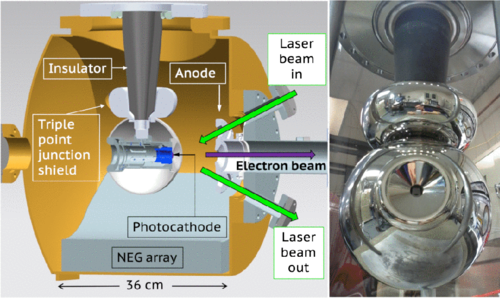 Insulator
Anode
Laser
beam
in
Triple
point
junction
shield
Electron beam
Photocathode
Laser
beam
out
NEG array
36 cm